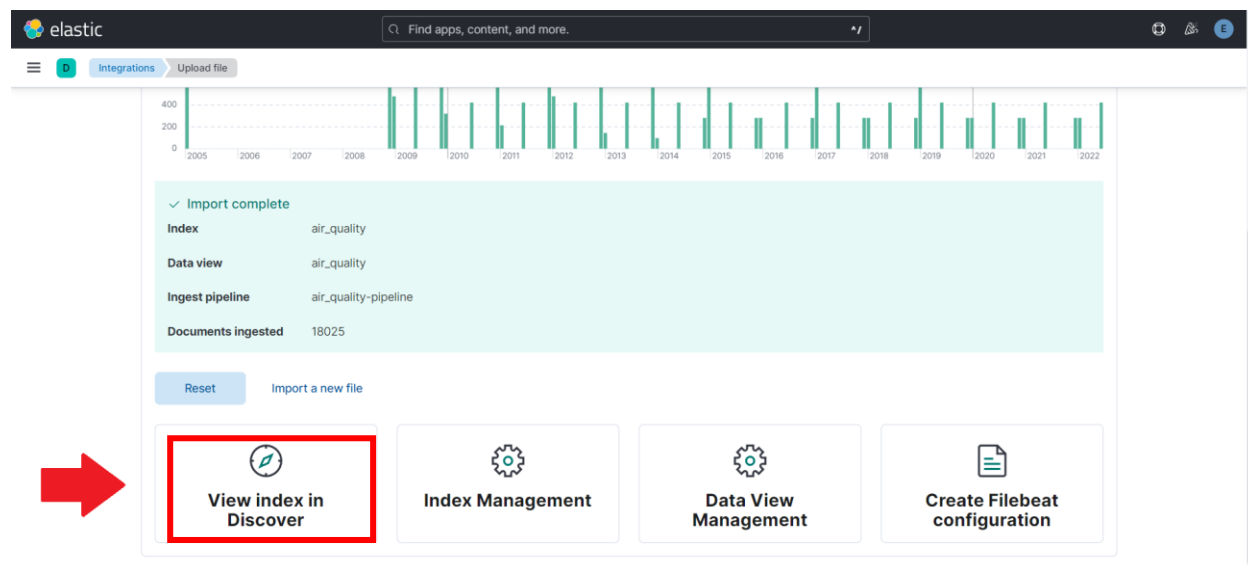 elastic
Find apps, content, and more.
^/
E
D
Integrations
Upload file
400
200
0
2005 2006 2007 2008 2009 2010 2011 2012 2013 2014 2015 2016 2017 2018 2019 2020 2021 2022
Import complete
Index air_quality
Data view air_quality
Ingest pipeline air_quality-pipeline
Documents ingested 18025
Reset Import a new file
View index in
Discover
Index Management
Data View
Management
Create Filebeat
configuration